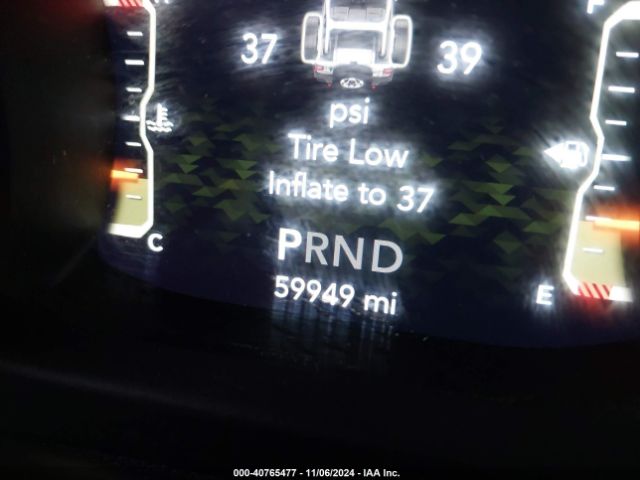 F
37 39
psi
Tire Low
Inflate to 37
PRND
C
59949 mi
E
000-40765477 - 11/06/2024 - IAA Inc.